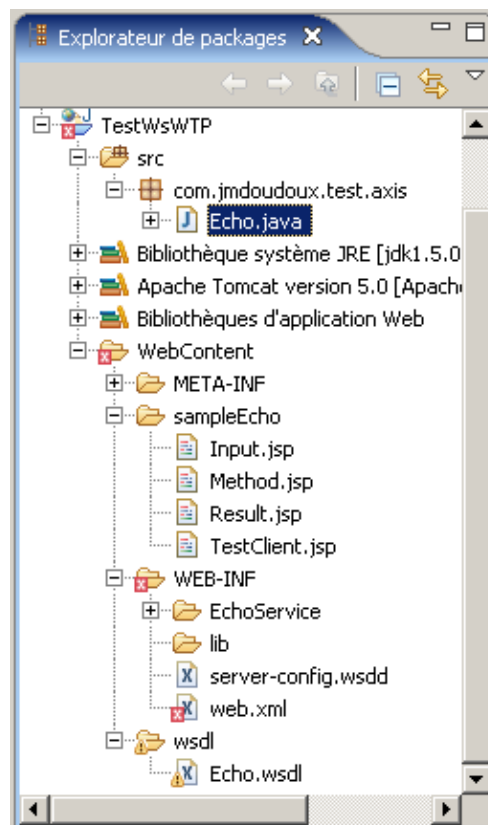 Explorateur de packages
TestWsWTP
src
com.jmdoudoux.test.axis
Echo.java
Bibliothèque système JRE [jdk1.5.0
Apache Tomcat version 5.0 [Apach
Bibliothèques d'application Web
WebContent
META-INF
sampleEcho
Input.jsp
Method.jsp
Result.jsp
TestClient.jsp
WEB-INF
EchoService
lib
server-config.wsdd
web.xml
wsdl
Echo.wsdl